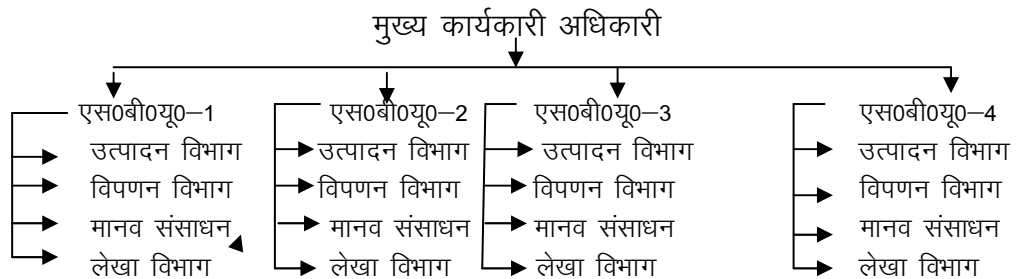 मुख्य कार्यकारी अधिकारी
एस0बी0यू0–1 एस0बी0यू0–2 एस0बी0यू0–3 एस0बी0यू0–4
उत्पादन विभाग उत्पादन विभाग उत्पादन विभाग उत्पादन विभाग
विपणन विभाग विपणन विभाग विपणन विभाग विपणन विभाग
मानव संसाधन मानव संसाधन मानव संसाधन मानव संसाधन
लेखा विभाग लेखा विभाग लेखा विभाग लेखा विभाग